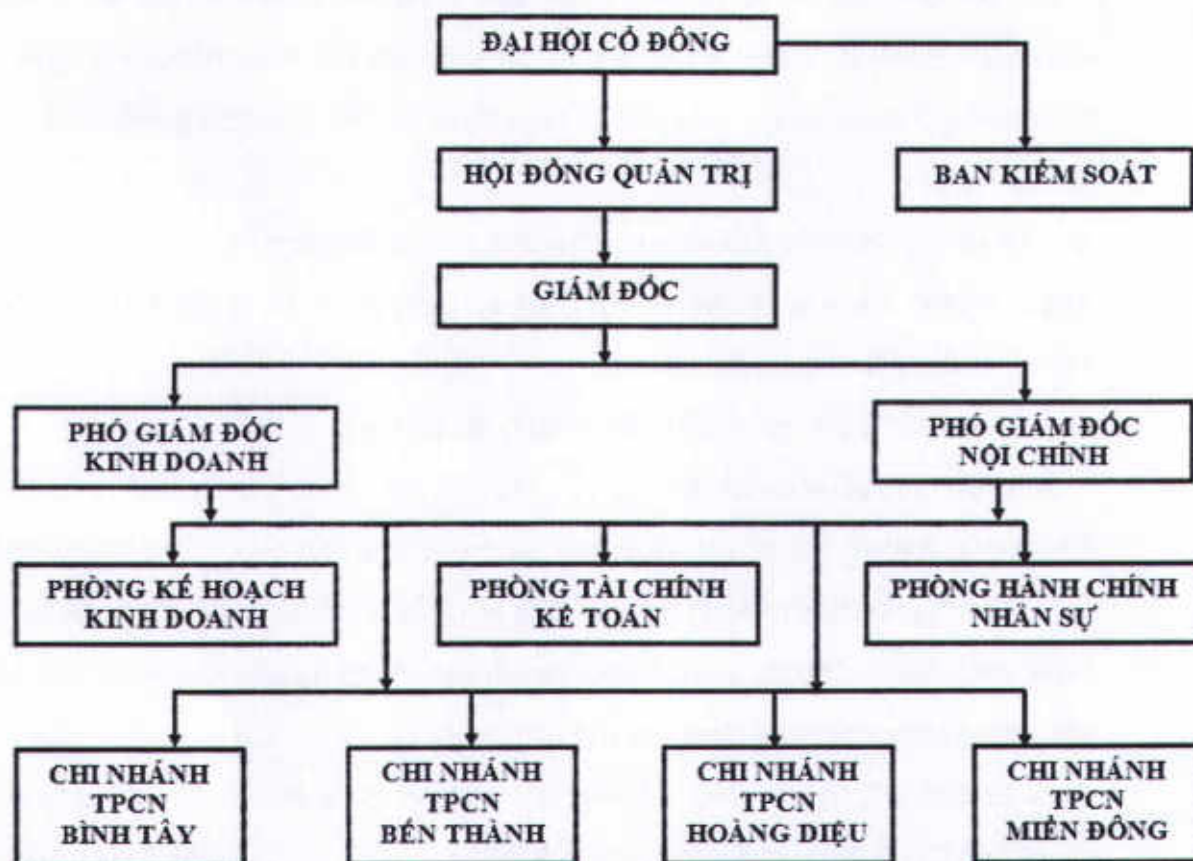 ĐẠI HỘI CỔ ĐÔNG
HỘI ĐỒNG QUẢN TRỊ
BAN KIỂM SOÁT
GIÁM ĐỐC
PHÓ GIÁM ĐỐC
KINH DOANH
PHÓ GIÁM ĐỐC
NỘI CHÍNH
PHÒNG KẾ HOẠCH
KINH DOANH
PHÒNG TÀI CHÍNH
KẾ TOÁN
PHÒNG HÀNH CHÍNH
NHÂN SỰ
CHI NHÁNH
TPCN
BÌNH TÂY
CHI NHÁNH
TPCN
BẾN THÀNH
CHI NHÁNH
TPCN
HOÀNG DIỆU
CHI NHÁNH
TPCN
MIỀN ĐÔNG